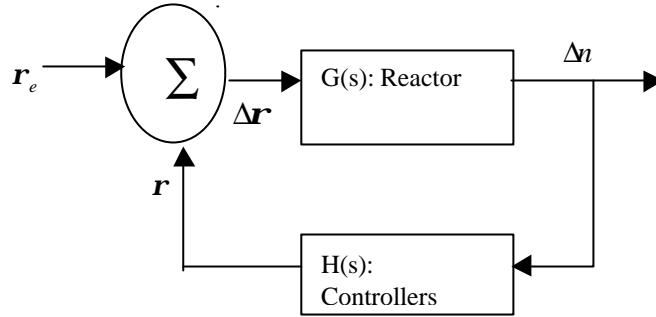 r_e
Σ
Δr
G(s): Reactor
Δn
r
H(s):
Controllers